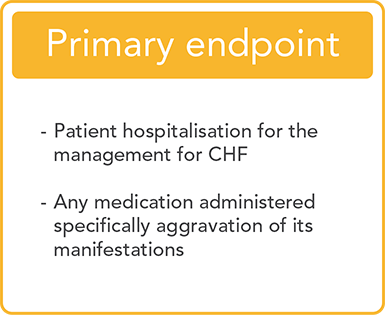 Primary endpoint
- Patient hospitalisation for the
management for CHF
- Any medication administered
specifically aggravation of its
manifestations